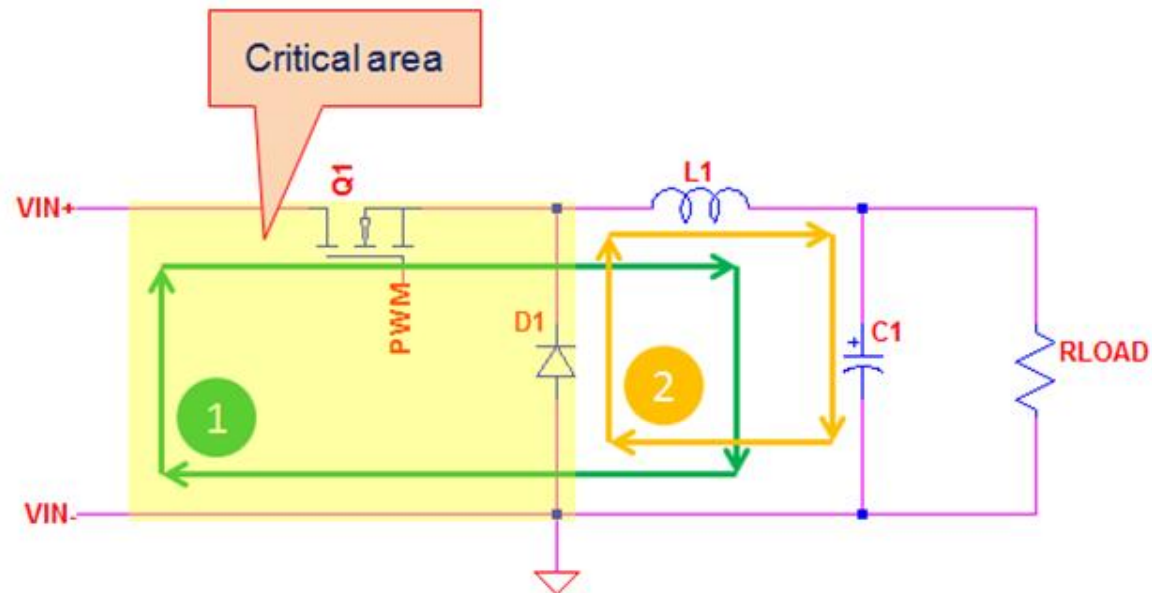 Critical area
Q1
L1
VIN+
PWM
D1
+
C1
RLOAD
1
2
VIN-